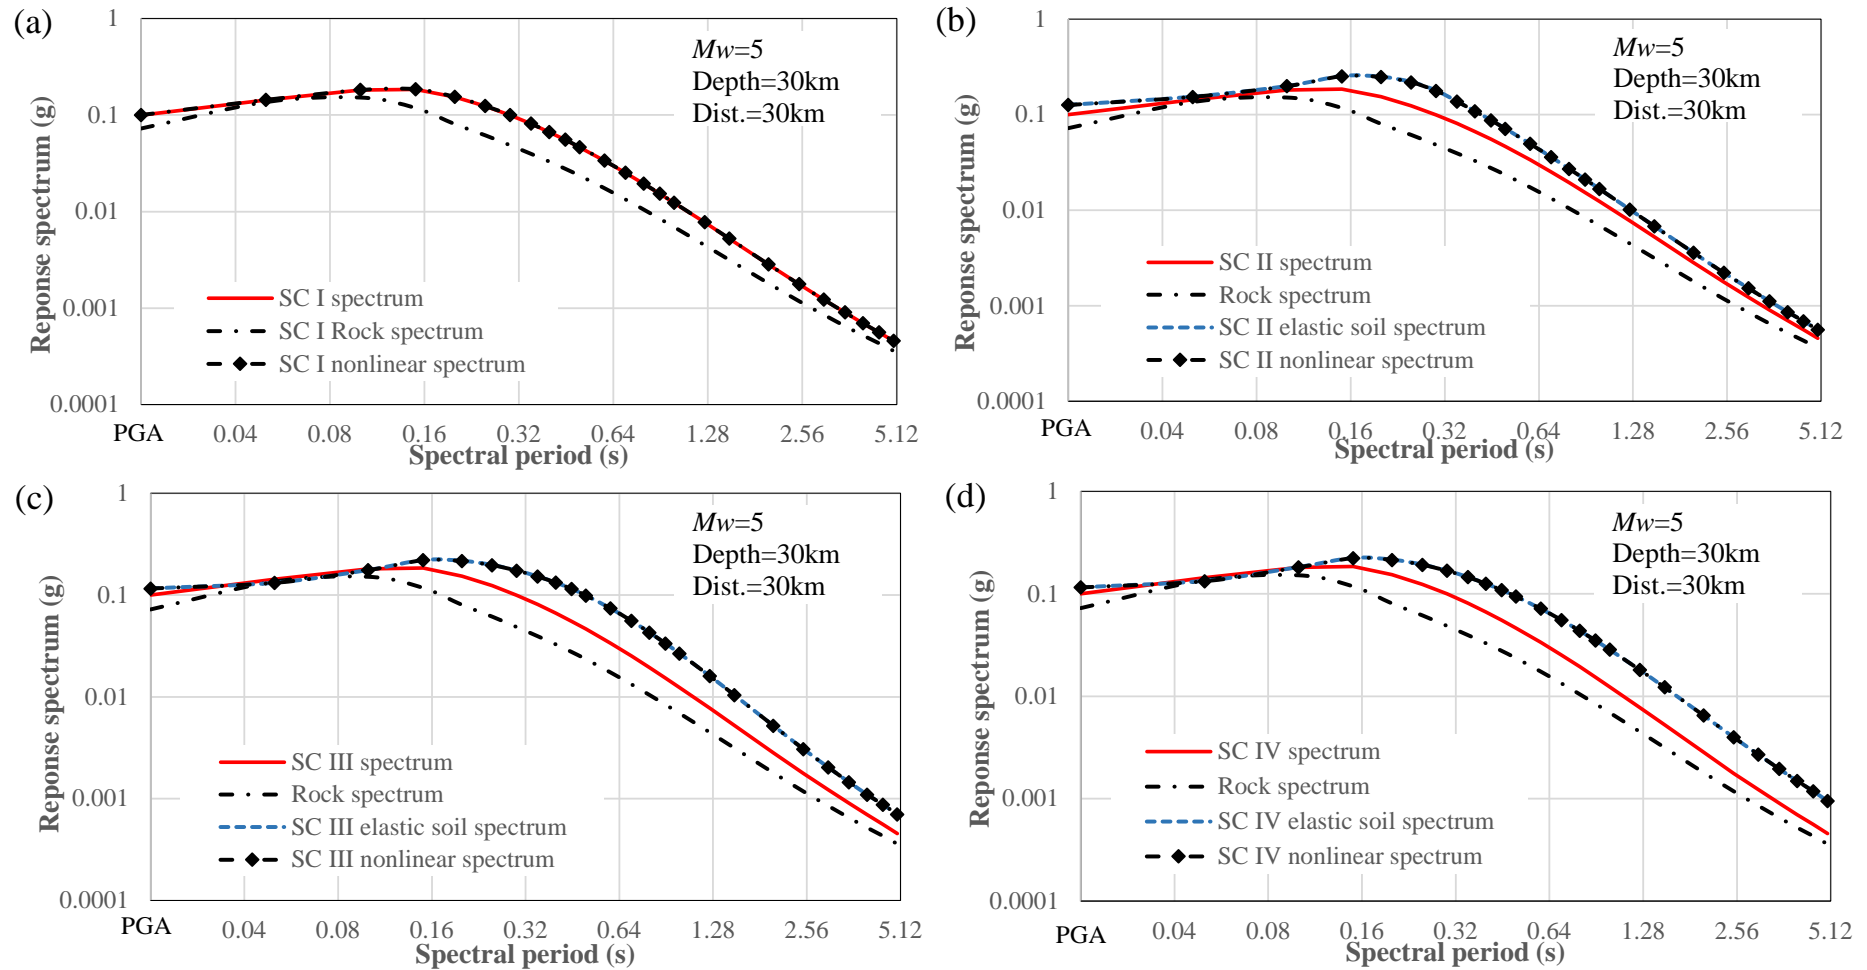 (a)
Reponse spectrum (g)
1
0.1
0.01
0.001
0.0001
Mw=5
Depth=30km
Dist.=30km
SC I spectrum
SC I Rock spectrum
SC I nonlinear spectrum
PGA 0.04 0.08 0.16 0.32 0.64 1.28 2.56 5.12
Spectral period (s)
(b)
Reponse spectrum (g)
1
0.1
0.01
0.001
0.0001
Mw=5
Depth=30km
Dist.=30km
SC II spectrum
Rock spectrum
SC II elastic soil spectrum
SC II nonlinear spectrum
PGA 0.04 0.08 0.16 0.32 0.64 1.28 2.56 5.12
Spectral period (s)
(c)
Reponse spectrum (g)
1
0.1
0.01
0.001
0.0001
Mw=5
Depth=30km
Dist.=30km
SC III spectrum
Rock spectrum
SC III elastic soil spectrum
SC III nonlinear spectrum
PGA 0.04 0.08 0.16 0.32 0.64 1.28 2.56 5.12
Spectral period (s)
(d)
Reponse spectrum (g)
1
0.1
0.01
0.001
0.0001
Mw=5
Depth=30km
Dist.=30km
SC IV spectrum
Rock spectrum
SC IV elastic soil spectrum
SC IV nonlinear spectrum
PGA 0.04 0.08 0.16 0.32 0.64 1.28 2.56 5.12
Spectral period (s)